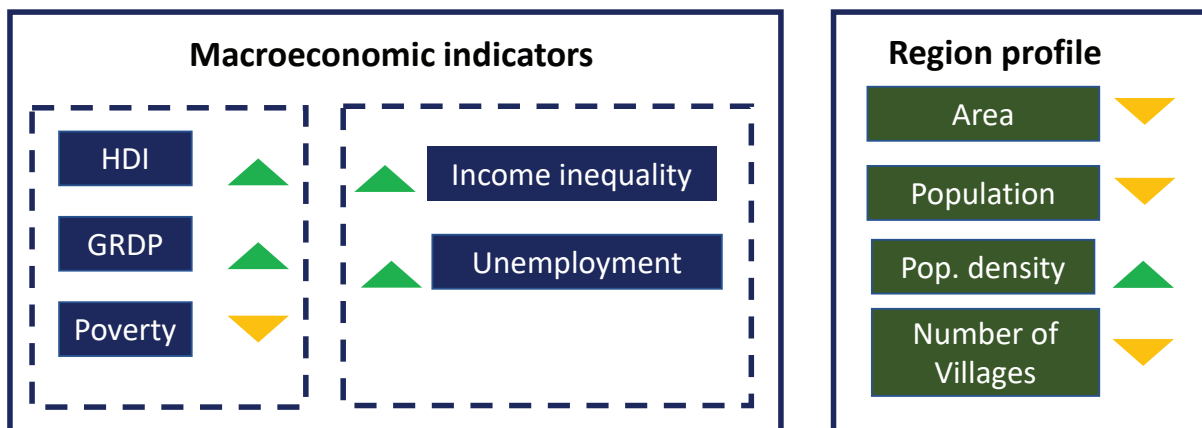 Macroeconomic indicators
HDI
GRDP
Poverty
Income inequality
Unemployment
Region profile
Area
Population
Pop. density
Number of
Villages